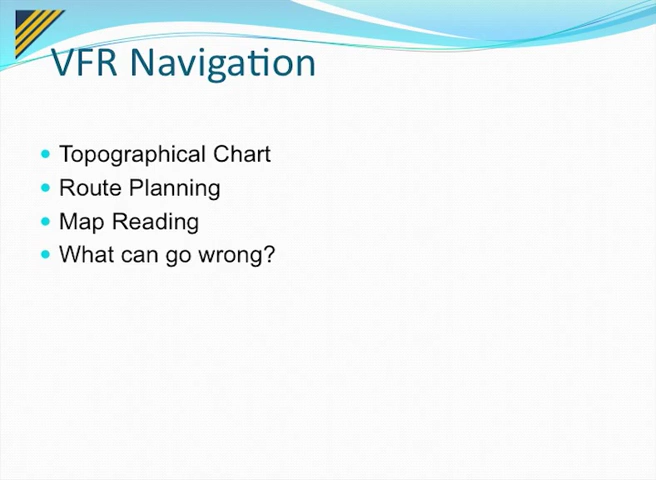 VFR Navigation
Topographical Chart
Route Planning
Map Reading
What can go wrong?